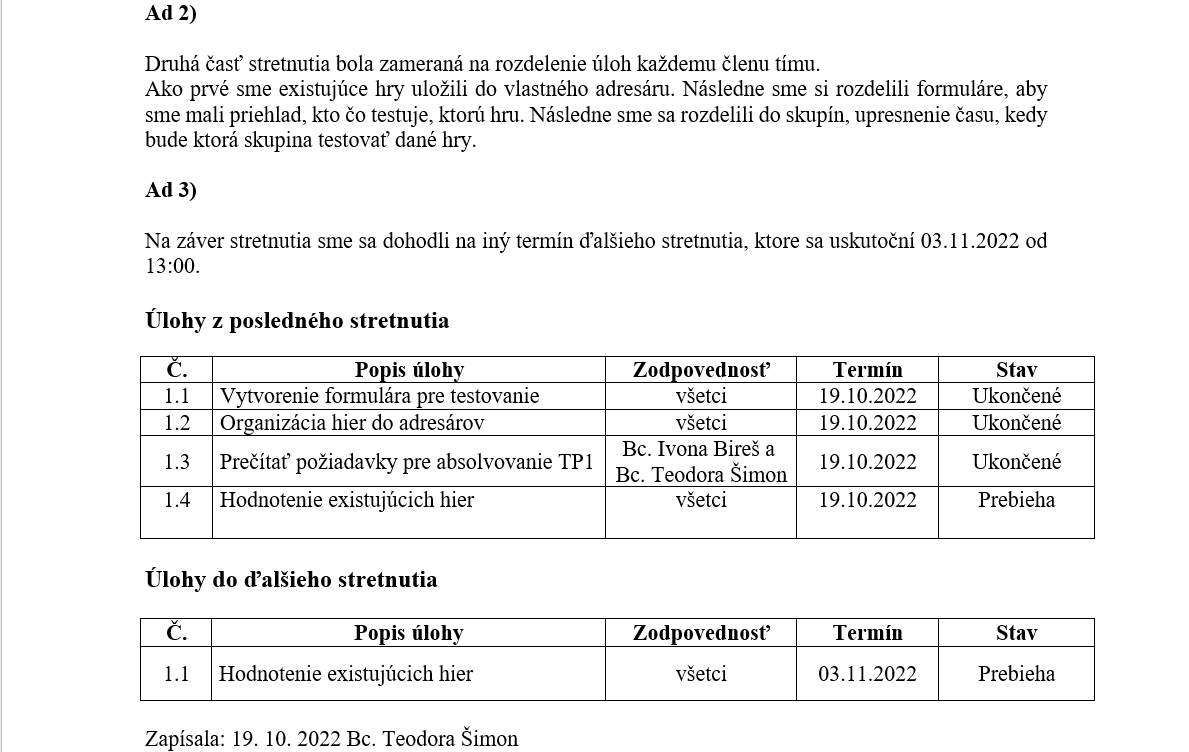 Ad 2)
Druhá časť stretnutia bola zameraná na rozdelenie úloh každemu členu tímu.
Ako prvé sme existujúce hry uložili do vlastného adresáru. Následne sme si rozdelili formuláre, aby
sme mali priehlad, kto čo testuje, ktorú hru. Následne sme sa rozdelili do skupín, upresnenie času, kedy
bude ktorá skupina testovať dané hry.
Ad 3)
Na záver stretnutia sme sa dohodli na iný termín ďalšieho stretnutia, ktore sa uskutoční 03.11.2022 od
13:00.
Úlohy z posledného stretnutia
Č. Popis úlohy Zodpovednosť Termín Stav
1.1 Vytvorenie formulára pre testovanie všetci 19.10.2022 Ukončené
1.2 Organizácia hier do adresárov všetci 19.10.2022 Ukončené
1.3 Prečítať požiadavky pre absolvovanie TP1 Bc. Ivona Bireš a
Bc. Teodora Šimon 19.10.2022 Ukončené
1.4 Hodnotenie existujúcich hier všetci 19.10.2022 Prebieha
Úlohy do ďalšieho stretnutia
Č. Popis úlohy Zodpovednosť Termín Stav
1.1 Hodnotenie existujúcich hier všetci 03.11.2022 Prebieha
Zapísala: 19. 10. 2022 Bc. Teodora Šimon